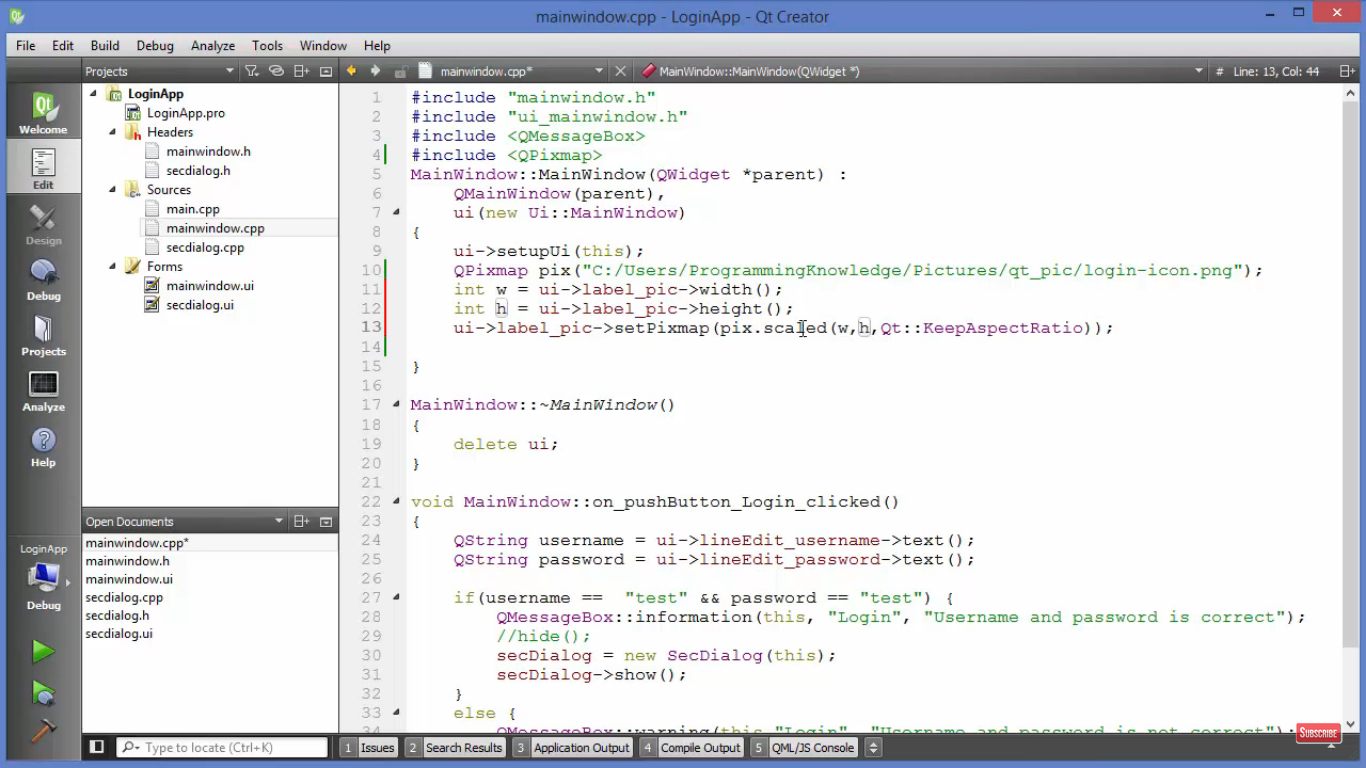 mainwindow.cpp - LoginApp - Qt Creator
File Edit Build Debug Analyze Tools Window Help
Projects
mainwindow.cpp*
MainWindow::MainWindow(QWidget *)
# Line: 13, Col: 44
Welcome
Edit
Design
Debug
Projects
Analyze
Help
LoginApp
Debug
LoginApp
LoginApp.pro
Headers
mainwindow.h
secdialog.h
Sources
main.cpp
mainwindow.cpp
secdialog.cpp
Forms
mainwindow.ui
secdialog.ui
Open Documents
mainwindow.cpp*
mainwindow.h
mainwindow.ui
secdialog.cpp
secdialog.h
secdialog.ui
1 #include "mainwindow.h"
2 #include "ui_mainwindow.h"
3 #include <QMessageBox>
4 #include <QPixmap>
5 MainWindow::MainWindow(QWidget *parent) :
6 QMainWindow(parent),
7 ui(new Ui::MainWindow)
8 {
9 ui->setupUi(this);
10 QPixmap pix("C:/Users/ProgrammingKnowledge/Pictures/qt_pic/login-icon.png");
11 int w = ui->label_pic->width();
12 int h = ui->label_pic->height();
13 ui->label_pic->setPixmap(pix.scaled(w,h,Qt::KeepAspectRatio));
14
15 }
16
17 MainWindow::~MainWindow()
18 {
19 delete ui;
20 }
21
22 void MainWindow::on_pushButton_Login_clicked()
23 {
24 QString username = ui->lineEdit_username->text();
25 QString password = ui->lineEdit_password->text();
26
27 if(username == "test" && password == "test") {
28 QMessageBox::information(this, "Login", "Username and password is correct");
29 //hide();
30 secDialog = new SecDialog(this);
31 secDialog->show();
32 }
33 else {
34 QMessageBox::warning(this,"Login", "Username and password is not correct");
SUBSCRIBE
Type to locate (Ctrl+K)
1 Issues 2 Search Results 3 Application Output 4 Compile Output 5 QML/JS Console